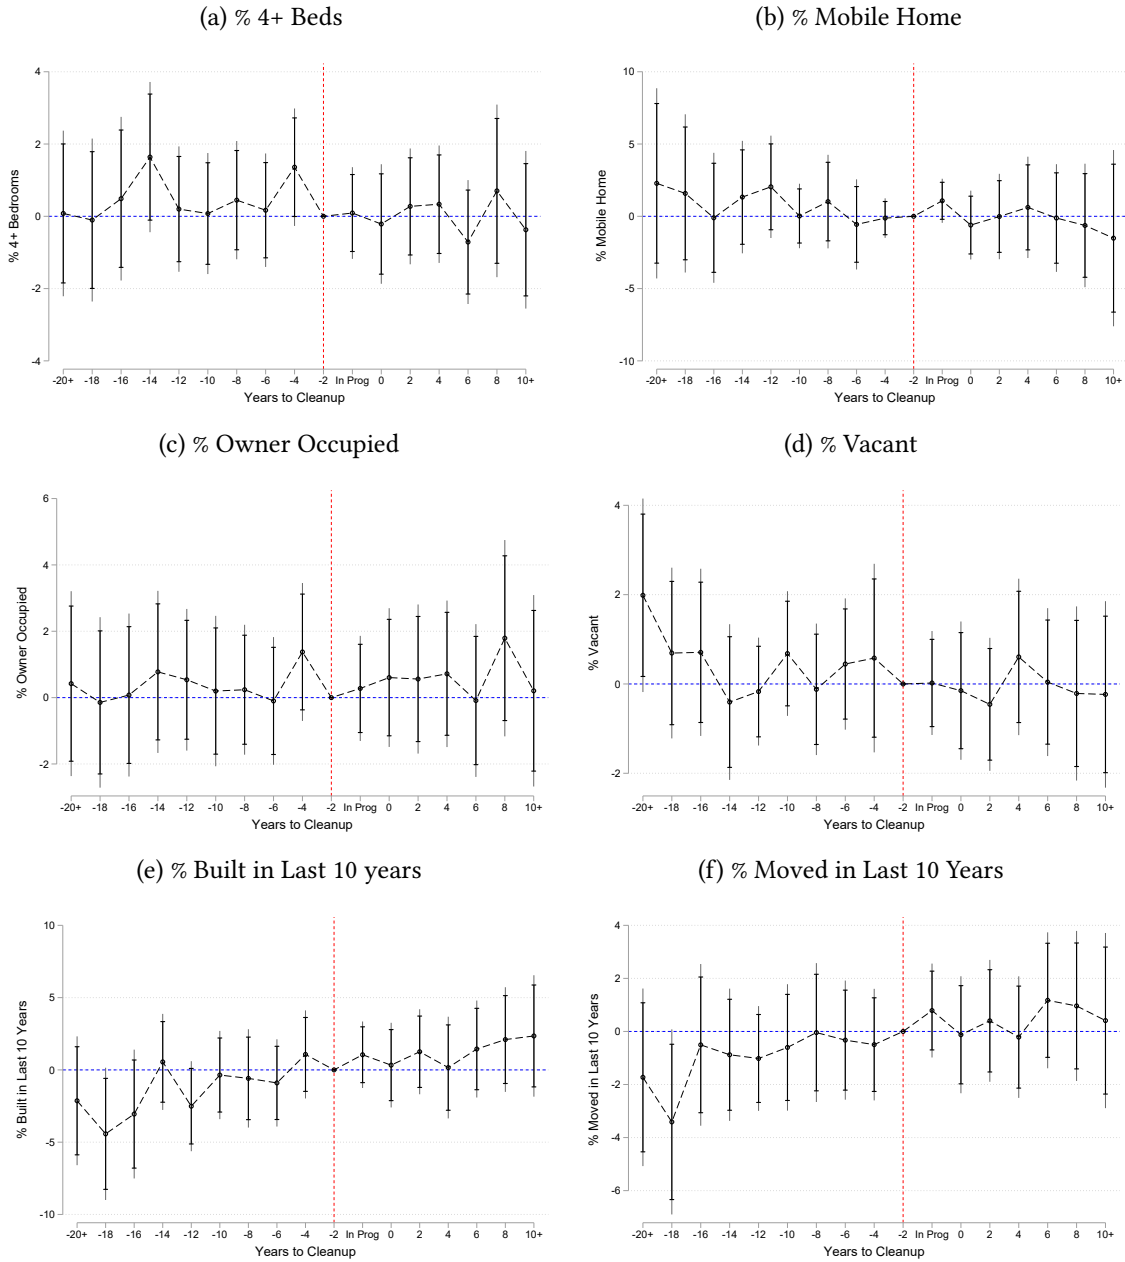 (a) % 4+ Beds
4
2
0
-2
-4
% 4+ Bedrooms
-20+ -18 -16 -14 -12 -10 -8 -6 -4 -2 In Prog 0 2 4 6 8 10+
Years to Cleanup
(b) % Mobile Home
10
5
0
-5
-10
% Mobile Home
-20+ -18 -16 -14 -12 -10 -8 -6 -4 -2 In Prog 0 2 4 6 8 10+
Years to Cleanup
(c) % Owner Occupied
6
4
2
0
-2
% Owner Occupied
-20+ -18 -16 -14 -12 -10 -8 -6 -4 -2 In Prog 0 2 4 6 8 10+
Years to Cleanup
(d) % Vacant
4
2
0
-2
% Vacant
-20+ -18 -16 -14 -12 -10 -8 -6 -4 -2 In Prog 0 2 4 6 8 10+
Years to Cleanup
(e) % Built in Last 10 years
10
5
0
-5
-10
% Built in Last 10 Years
-20+ -18 -16 -14 -12 -10 -8 -6 -4 -2 In Prog 0 2 4 6 8 10+
Years to Cleanup
(f) % Moved in Last 10 Years
4
2
0
-2
-4
-6
% Moved in Last 10 Years
-20+ -18 -16 -14 -12 -10 -8 -6 -4 -2 In Prog 0 2 4 6 8 10+
Years to Cleanup